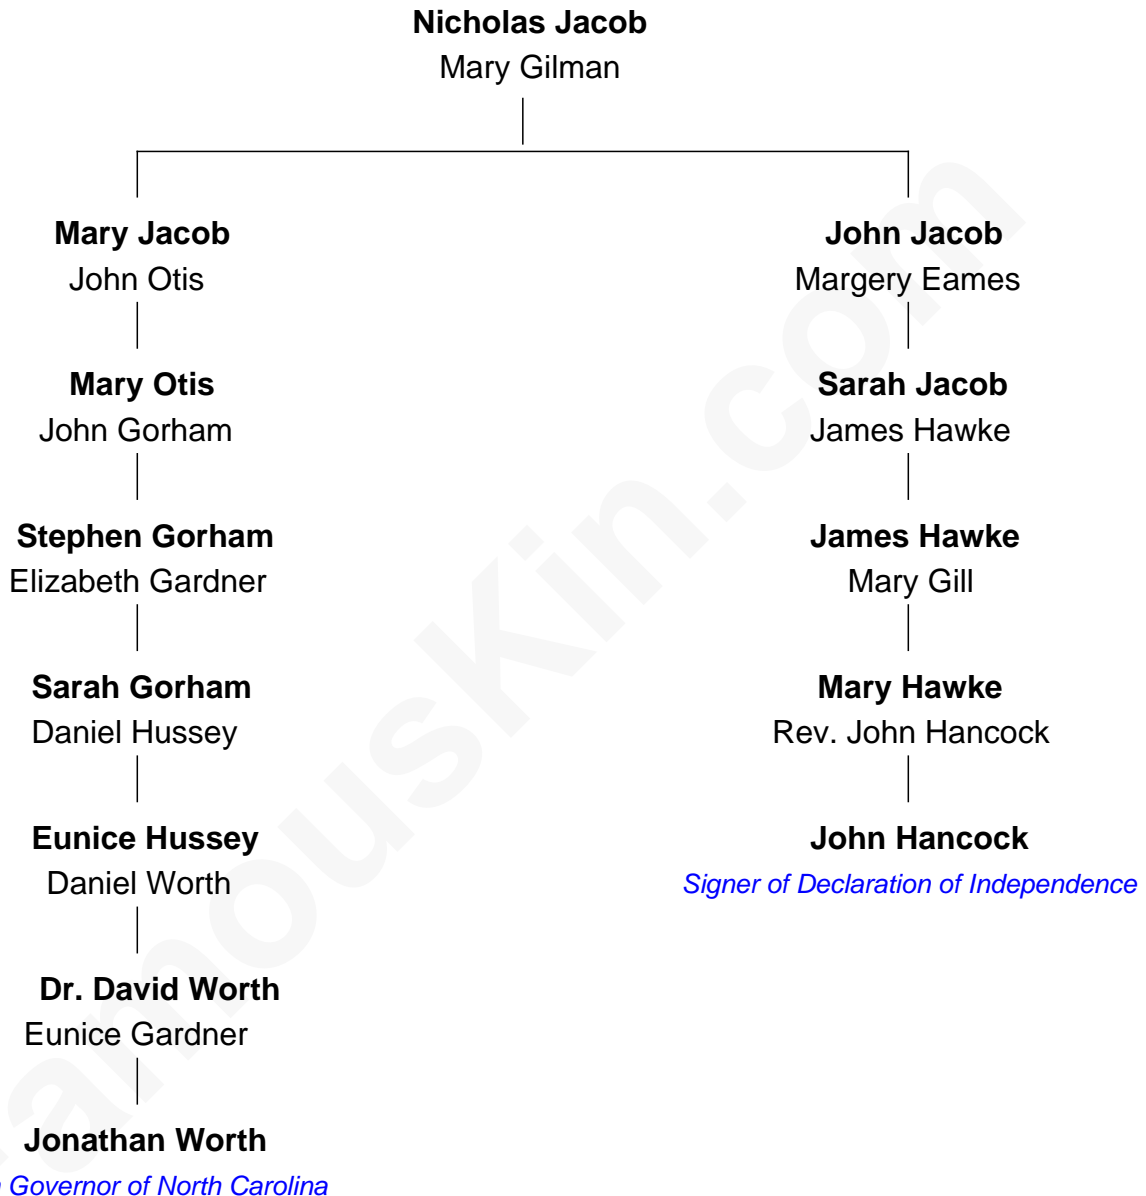 Nicholas Jacob
Mary Gilman
Mary Jacob
John Otis
John Jacob
Margery Eames
Mary Otis
John Gorham
Sarah Jacob
James Hawke
Stephen Gorham
Elizabeth Gardner
James Hawke
Mary Gill
Sarah Gorham
Daniel Hussey
Mary Hawke
Rev. John Hancock
Eunice Hussey
Daniel Worth
John Hancock
Signer of Declaration of Independence
Dr. David Worth
Eunice Gardner
Jonathan Worth
Governor of North Carolina
FamousKin.com